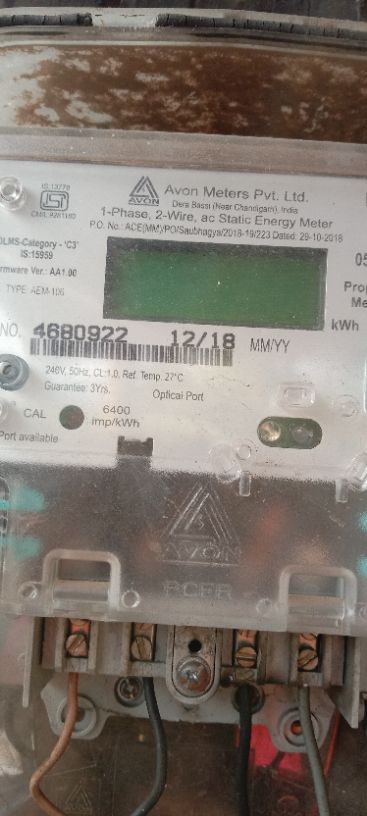 IS.13779
AVON
Avon Meters Pvt. Ltd.
Dera Bassi (Near Chandigarh), India
1-Phase, 2-Wire, ac Static Energy Meter
P.O. No.: ACE(MM)/PO/Saubhagya/2018-19/223 Dated: 29-10-2018
DLMS-Category - 'C3'
IS:15959
Firmware Ver.: AA1.00
TYPE AEM-106
kWh
NO. 4680922 12/18 MM/YY
240V, 50Hz, CL:1.0, Ref. Temp. 27°C
Guarantee: 3Yrs.
Optical Port
CAL
6400
imp/kWh
Port available
AVON